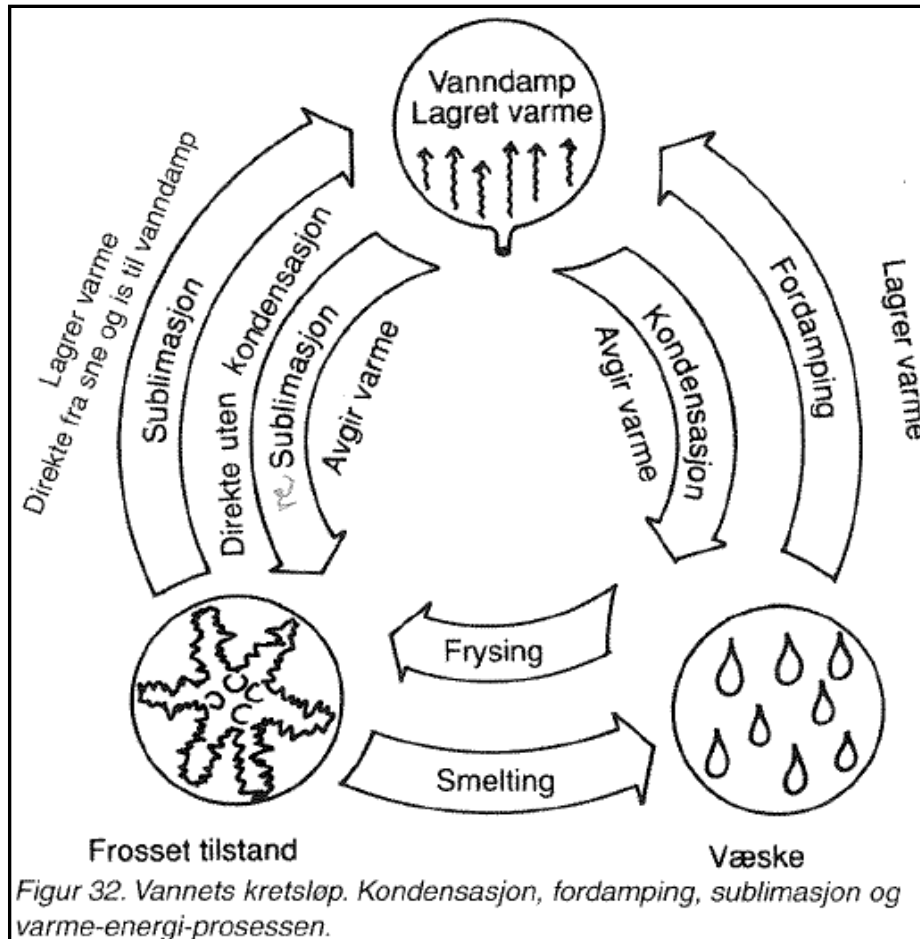 Vanndamp
Lagret varme
Lagrer varme
Direkte fra sne og is til vanndamp
Sublimasjon
Direkte uten kondensasjon
re Sublimasjon
Avgir varme
Avgir varme
Kondensasjon
Fordamping
Lagrer varme
Frysing
Smelting
Frosset tilstand
Væske
Figur 32. Vannets kretsløp. Kondensasjon, fordamping, sublimasjon og
varme-energi-prosessen.